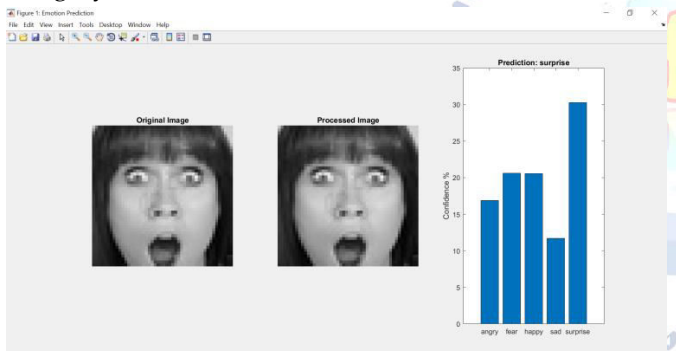 Figure 1: Emotion Prediction
File Edit View Insert Tools Desktop Window Help
Original Image
Processed Image
Prediction: surprise
Confidence %
35
30
25
20
15
10
5
0
angry fear happy sad surprise